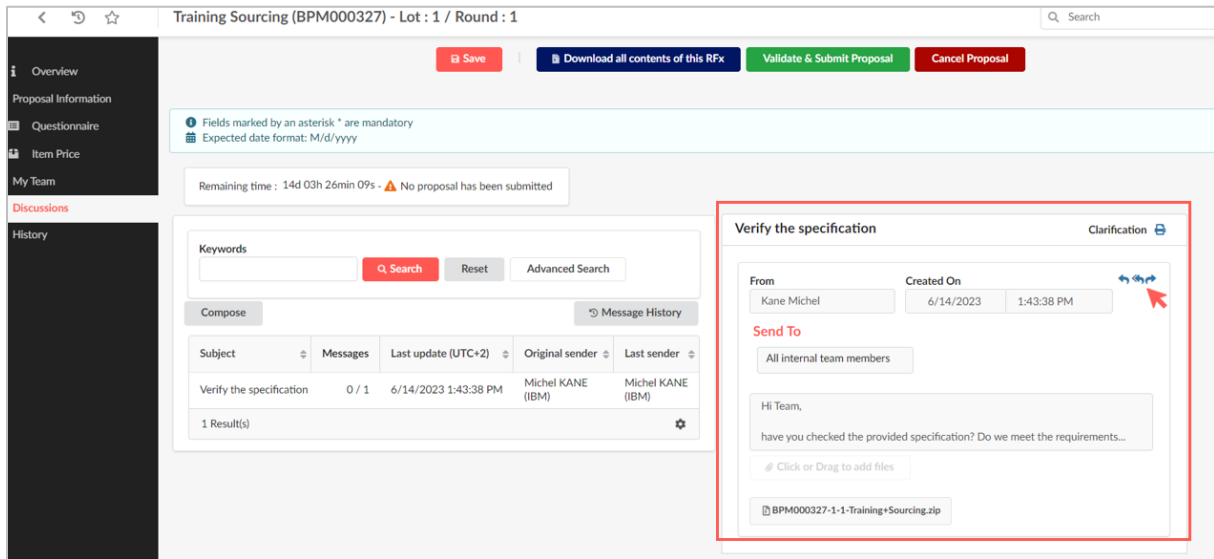 Training Sourcing (BPM000327) - Lot : 1 / Round : 1
Search
Save
Download all contents of this RFx
Validate & Submit Proposal
Cancel Proposal
Overview
Proposal Information
Questionnaire
Item Price
My Team
Discussions
History
Fields marked by an asterisk * are mandatory
Expected date format: M/d/yyyy
Remaining time : 14d 03h 26min 09s - No proposal has been submitted
Keywords
Search
Reset
Advanced Search
Compose
Message History
Subject Messages Last update (UTC+2) Original sender Last sender
Verify the specification 0 / 1 6/14/2023 1:43:38 PM Michel KANE (IBM) Michel KANE (IBM)
1 Result(s)
Verify the specification
Clarification
From
Created On
Kane Michel
6/14/2023
1:43:38 PM
Send To
All internal team members
Hi Team,
have you checked the provided specification? Do we meet the requirements...
Click or Drag to add files
BPM000327-1-1-Training+Sourcing.zip